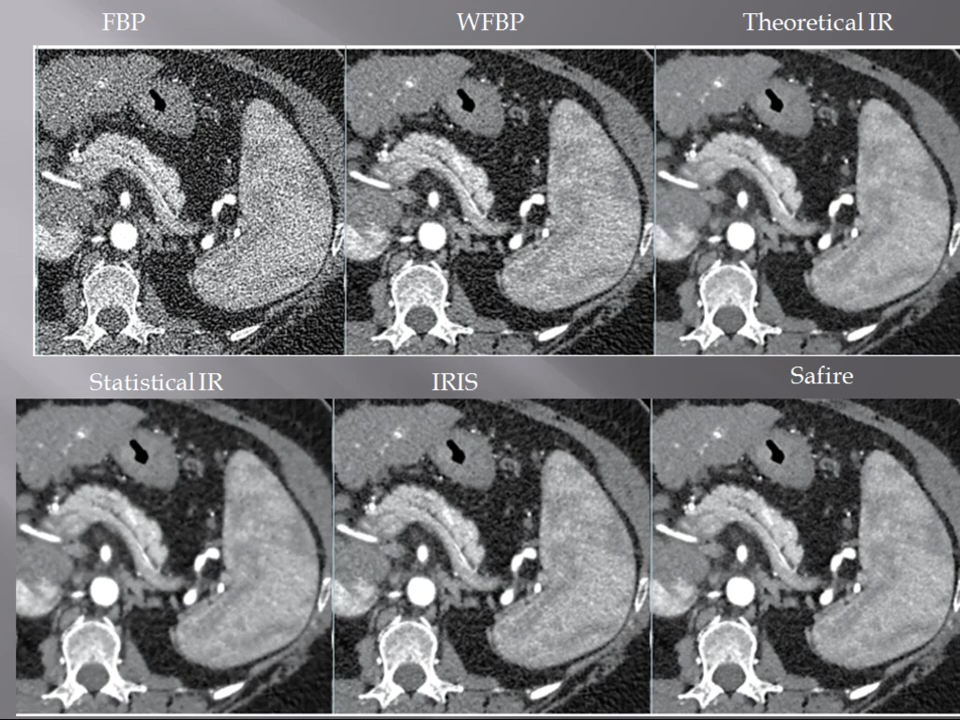 FBP
WFBP
Theoretical IR
Statistical IR
IRIS
Safire